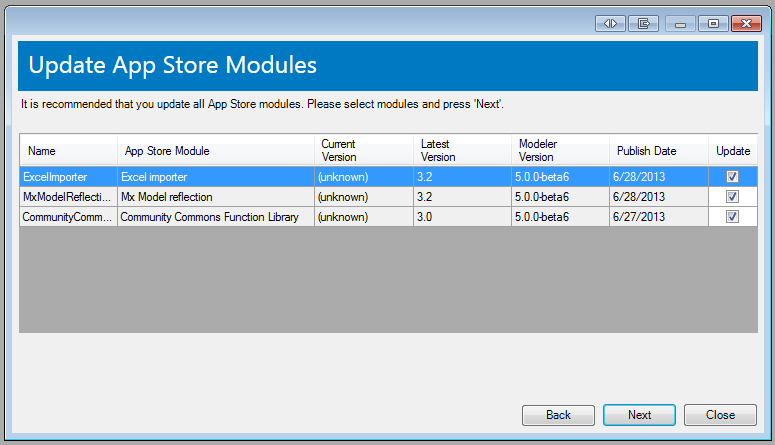 Update App Store Modules
It is recommended that you update all App Store modules. Please select modules and press 'Next'.
Name App Store Module Current Version Latest Version Modeler Version Publish Date Update
ExcelImporter Excel importer (unknown) 3.2 5.0.0-beta6 6/28/2013
MxModelReflecti... Mx Model reflection (unknown) 3.2 5.0.0-beta6 6/28/2013
CommunityComm... Community Commons Function Library (unknown) 3.0 5.0.0-beta6 6/27/2013
Back Next Close